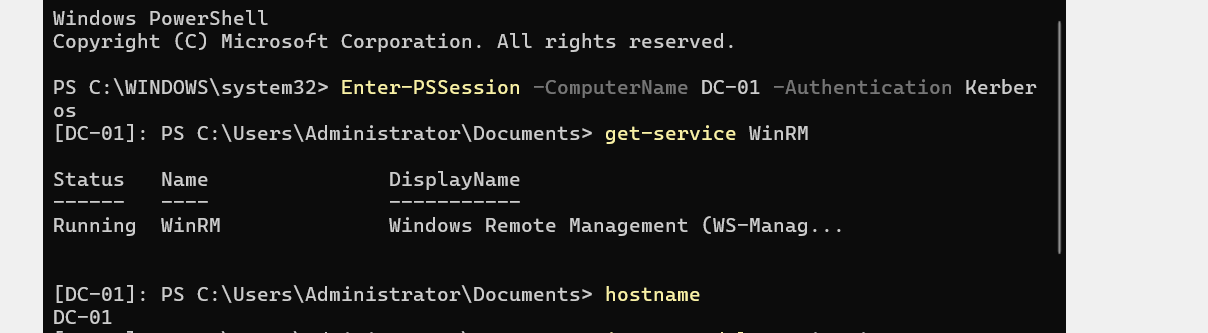 Windows PowerShell
Copyright (C) Microsoft Corporation. All rights reserved.
PS C:\WINDOWS\system32> Enter-PSSession -ComputerName DC-01 -Authentication Kerber
os
[DC-01]: PS C:\Users\Administrator\Documents> get-service WinRM
Status   Name               DisplayName
------   ----               -----------
Running  WinRM              Windows Remote Management (WS-Manag...
[DC-01]: PS C:\Users\Administrator\Documents> hostname
DC-01